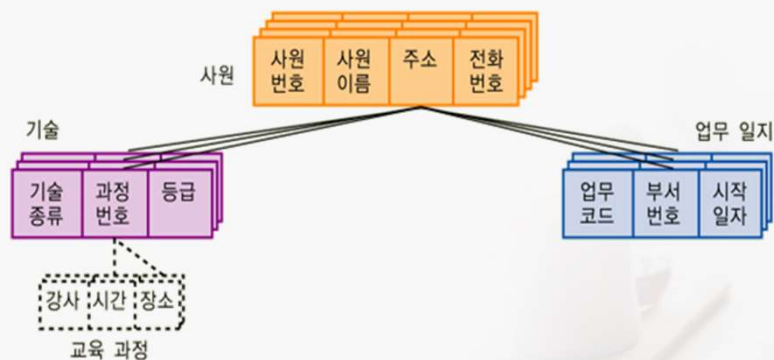 사원
사원 번호
사원 이름
주소
전화 번호
기술
업무 일지
기술 종류
과정 번호
등급
업무 코드
부서 번호
시작 일자
강사
시간
장소
교육 과정